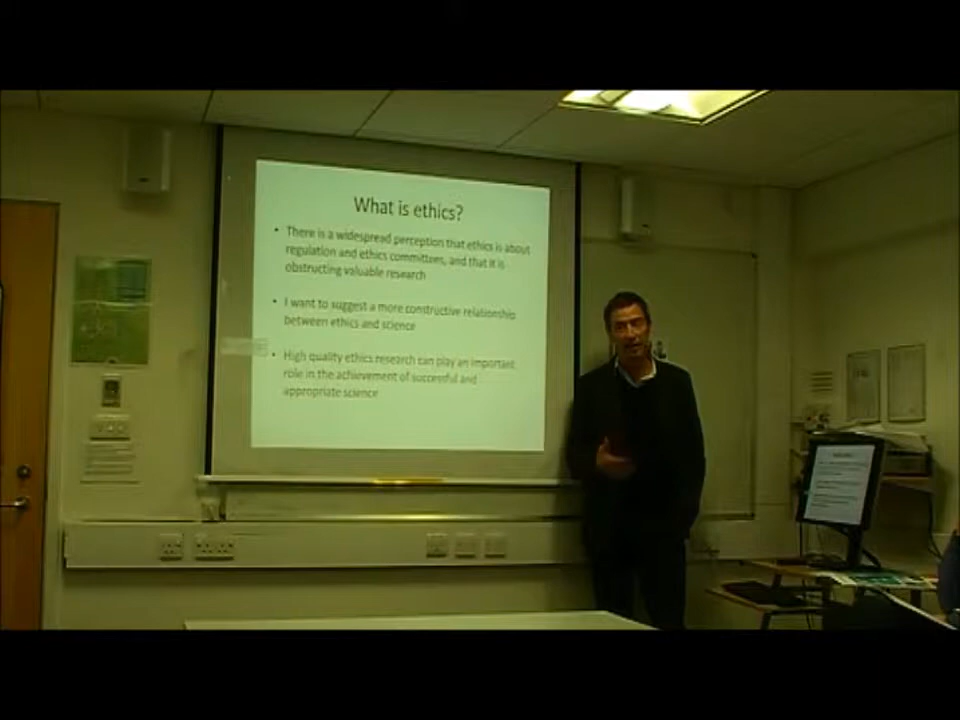 What is ethics?
• There is a widespread perception that ethics is about
regulation and ethics committees, and that it is
obstructing valuable research
• I want to suggest a more constructive relationship
between ethics and science
• High quality ethics research can play an important
role in the achievement of successful and
appropriate science